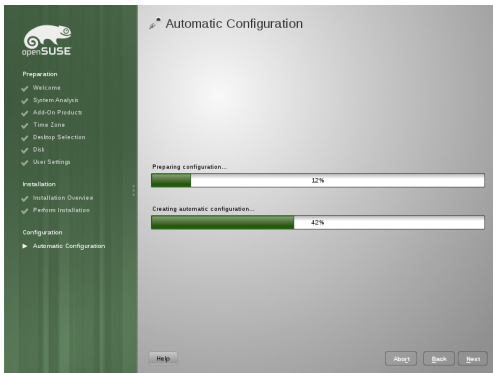 openSUSE
Preparation
Welcome
System Analysis
Add-On Products
Time Zone
Desktop Selection
Disk
User Settings
Installation
Installation Overview
Perform Installation
Configuration
Automatic Configuration
Automatic Configuration
Preparing configuration...
12%
Creating automatic configuration...
42%
Help
Abort
Back
Next